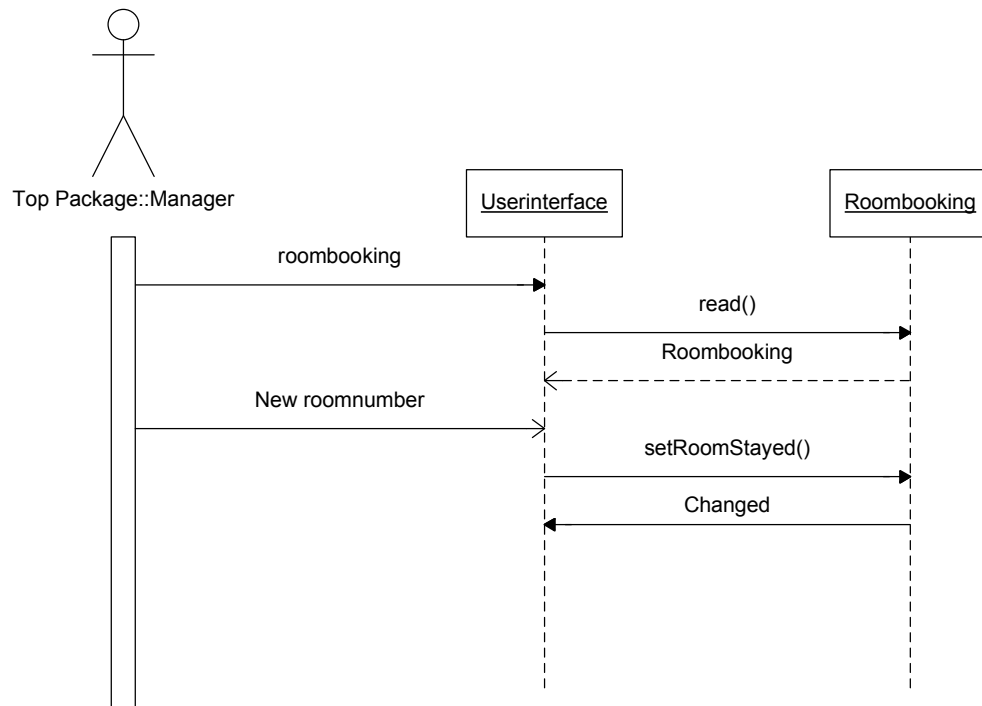 Top Package::Manager
Userinterface
Roombooking
roombooking
read()
Roombooking
New roomnumber
setRoomStayed()
Changed